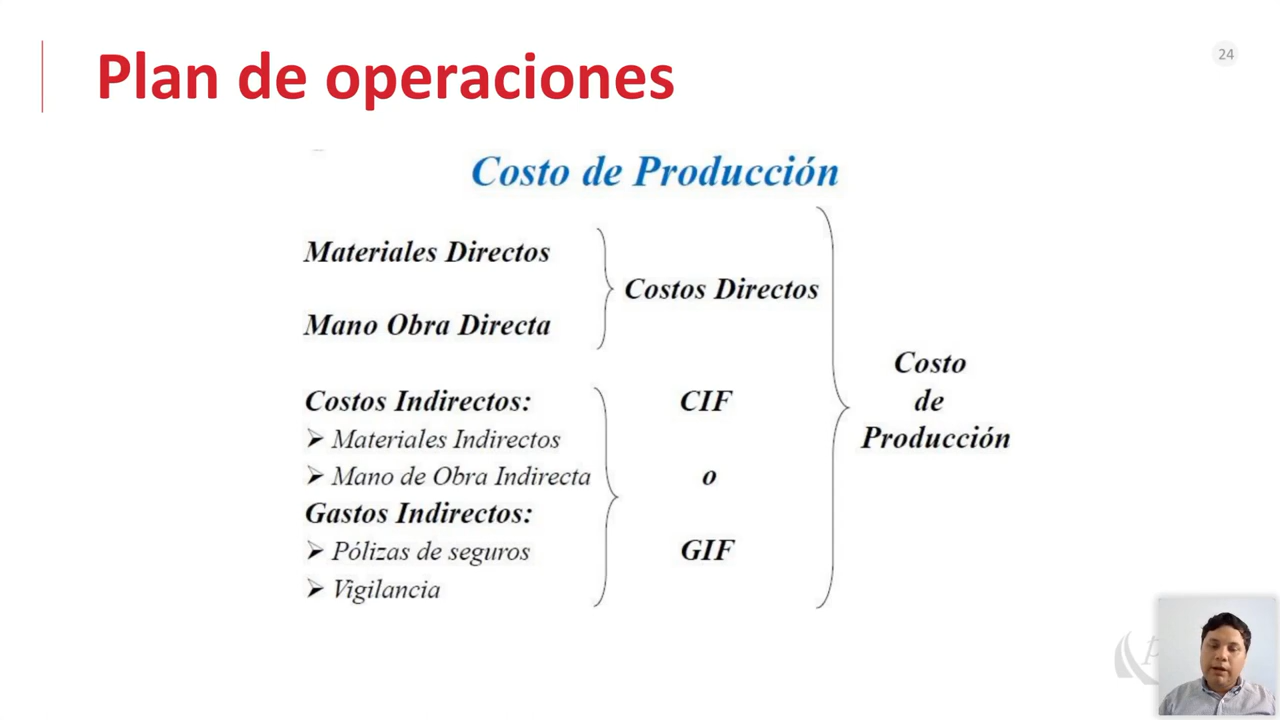 Plan de operaciones
24
Costo de Producción
Materiales Directos
Costos Directos
Mano Obra Directa
Costo
de
Producción
Costos Indirectos:
CIF
➢ Materiales Indirectos
➢ Mano de Obra Indirecta
o
Gastos Indirectos:
➢ Pólizas de seguros
GIF
➢ Vigilancia